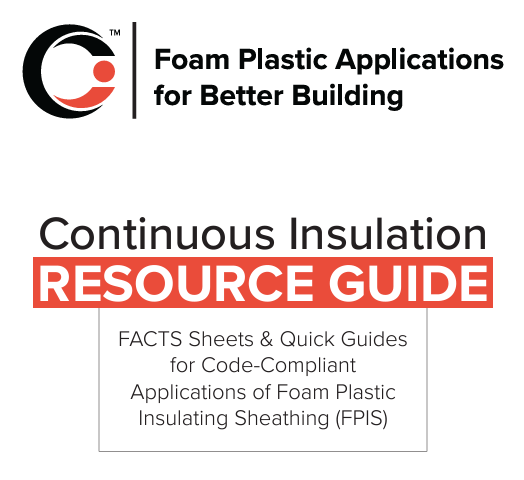 TM
Foam Plastic Applications
for Better Building
Continuous Insulation
RESOURCE GUIDE
FACTS Sheets & Quick Guides
for Code-Compliant
Applications of Foam Plastic
Insulating Sheathing (FPIS)